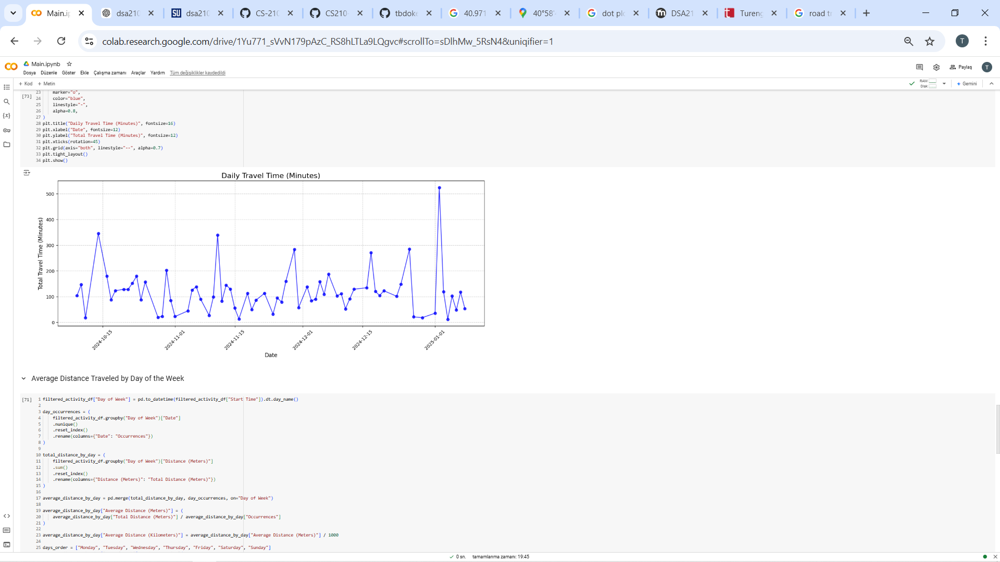 Main.ip
dsa210
dsa210
CS-210
CS210-
tbdoke
40.971
40°58'
dot plo
DSA21
Tureng
road tr
colab.research.google.com/drive/1Yu771_sVvN179pAzC_RS8hLTLa9LQgvc#scrollTo=sDlhMw_5RsN4&uniqifier=1
T
Main.ipynb
Dosya Düzenle Göster Ekle Çalışma zamanı Araçlar Yardım Tüm değişiklikler kaydedildi
Paylaş
T
+ Kod + Metin
RAM
Disk
Gemini
[73]
23 marker="o",
24 color="blue",
25 linestyle="-",
26 alpha=0.8,
27 )
28 plt.title("Daily Travel Time (Minutes)", fontsize=16)
29 plt.xlabel("Date", fontsize=12)
30 plt.ylabel("Total Travel Time (Minutes)", fontsize=12)
31 plt.xticks(rotation=45)
32 plt.grid(axis="both", linestyle="--", alpha=0.7)
33 plt.tight_layout()
34 plt.show()
Daily Travel Time (Minutes)
Total Travel Time (Minutes)
500
400
300
200
100
0
2024-10-15
2024-11-01
2024-11-15
2024-12-01
2024-12-15
2025-01-01
Date
Average Distance Traveled by Day of the Week
[71]
1 filtered_activity_df["Day of Week"] = pd.to_datetime(filtered_activity_df["Start Time"]).dt.day_name()
2
3 day_occurrences = (
4 filtered_activity_df.groupby("Day of Week")["Date"]
5 .nunique()
6 .reset_index()
7 .rename(columns={"Date": "Occurrences"})
8 )
9
10 total_distance_by_day = (
11 filtered_activity_df.groupby("Day of Week")["Distance (Meters)"]
12 .sum()
13 .reset_index()
14 .rename(columns={"Distance (Meters)": "Total Distance (Meters)"})
15 )
16
17 average_distance_by_day = pd.merge(total_distance_by_day, day_occurrences, on="Day of Week")
18
19 average_distance_by_day["Average Distance (Meters)"] = (
20 average_distance_by_day["Total Distance (Meters)"] / average_distance_by_day["Occurrences"]
21 )
22
23 average_distance_by_day["Average Distance (Kilometers)"] = average_distance_by_day["Average Distance (Meters)"] / 1000
24
25 days_order = ["Monday", "Tuesday", "Wednesday", "Thursday", "Friday", "Saturday", "Sunday"]
0 sn. tamamlanma zamanı: 19:45